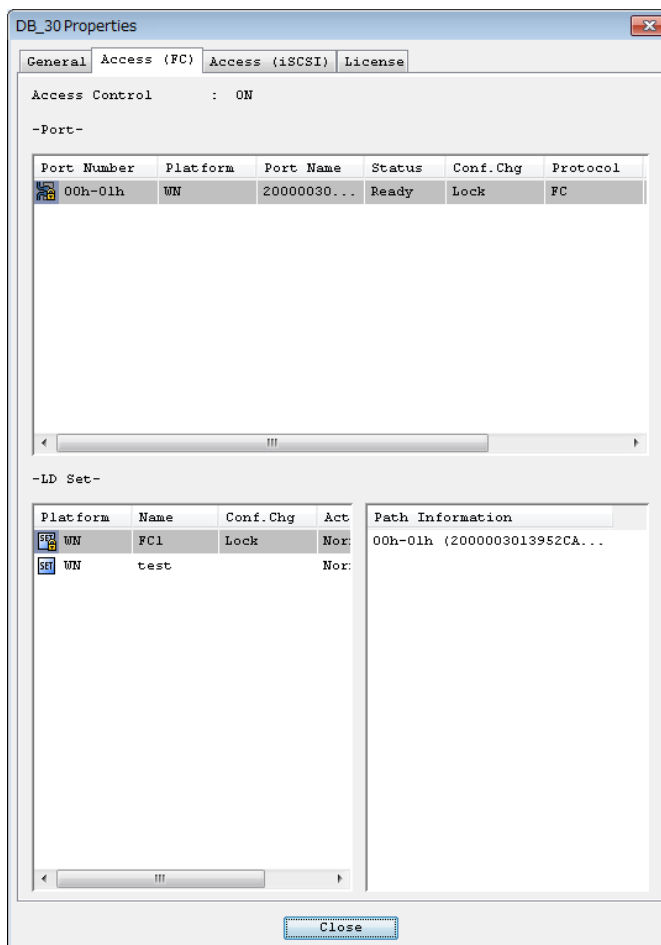 DB_30 Properties
General Access (FC) Access (iSCSI) License
Access Control : ON
-Port-
Port Number Platform Port Name Status Conf.Chg Protocol
00h-01h WN 20000030... Ready Lock FC
-LD Set-
Platform Name Conf.Chg Act Path Information
SET WN FC1 Lock Nor 00h-01h (2000003013952CA...
SET WN test Nor
Close